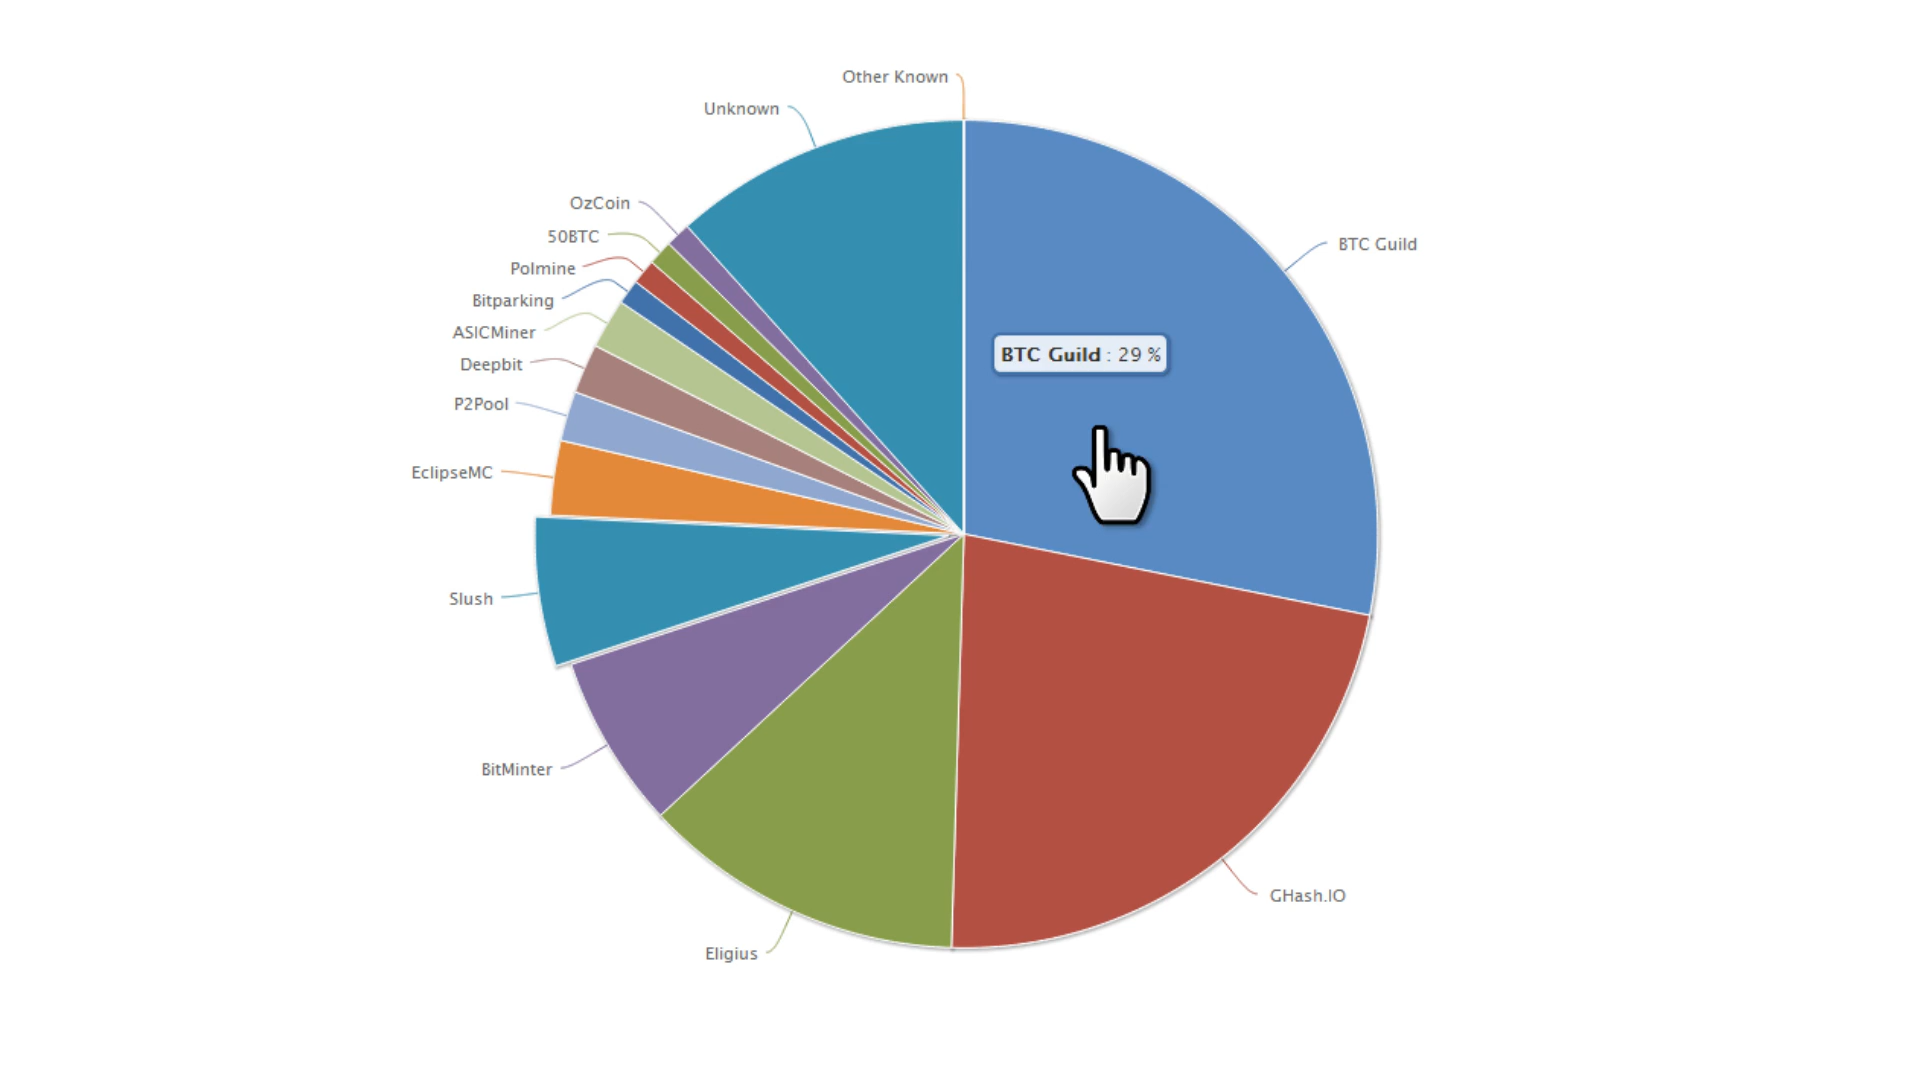 Other Known
Unknown
OzCoin
50BTC
Polmine
Bitparking
ASICMiner
Deepbit
P2Pool
EclipseMC
Slush
BitMinter
Eligius
GHash.IO
BTC Guild
BTC Guild : 29 %